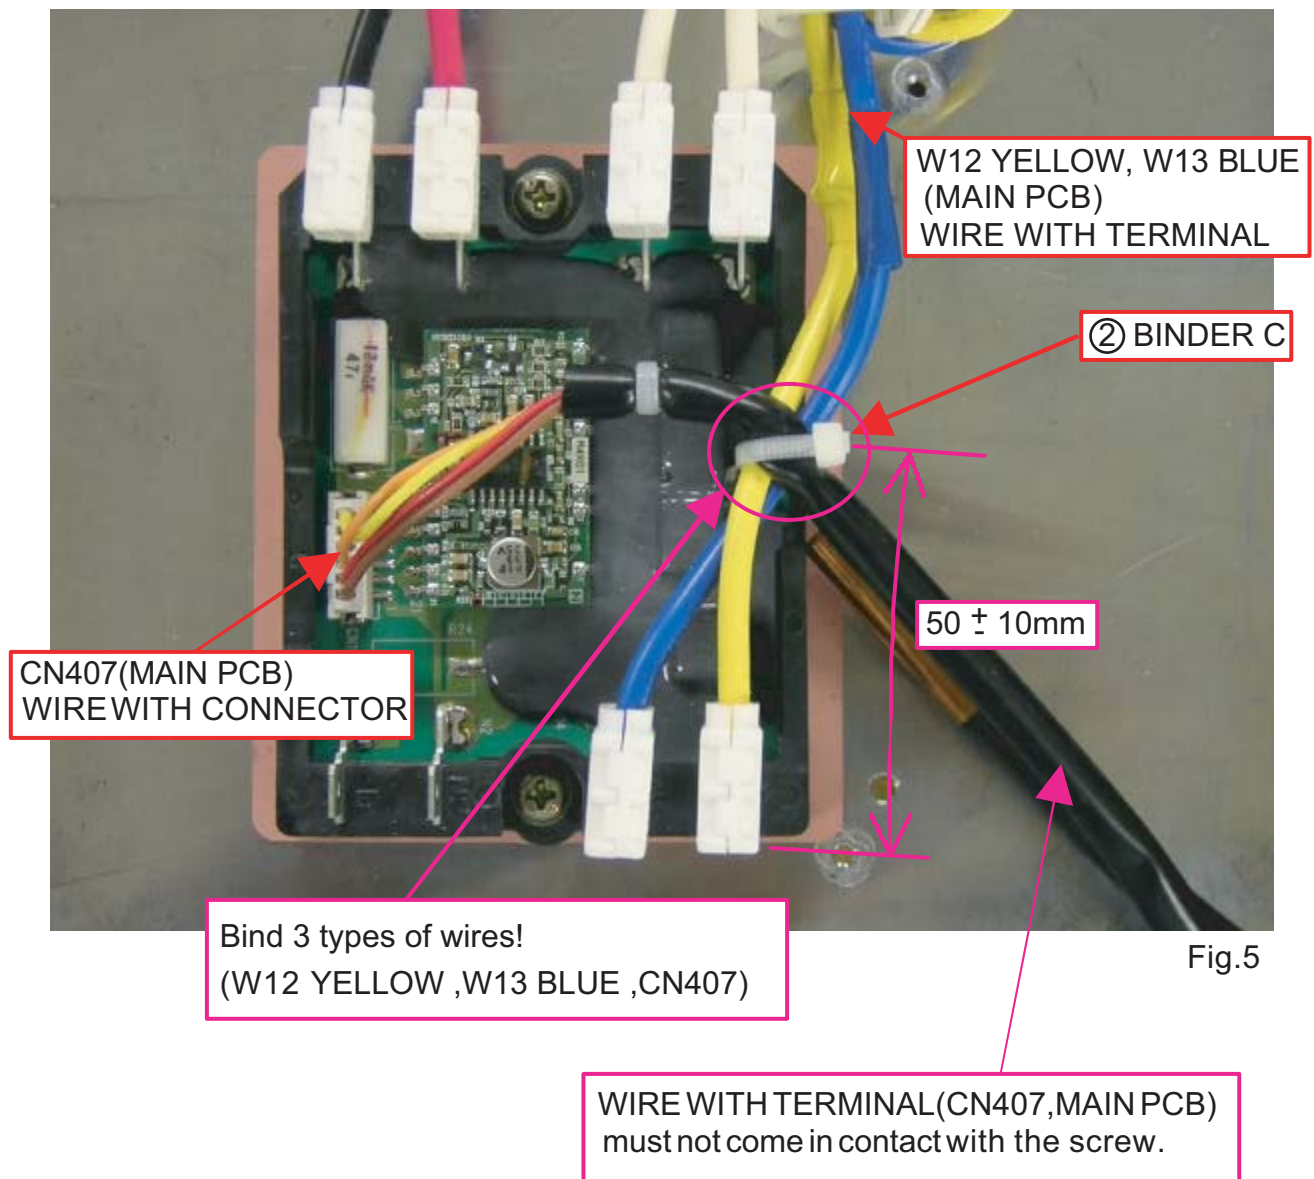 W12 YELLOW, W13 BLUE
(MAIN PCB)
WIRE WITH TERMINAL
② BINDER C
47
R24
50 ± 10mm
CN407(MAIN PCB)
WIRE WITH CONNECTOR
Bind 3 types of wires!
(W12 YELLOW ,W13 BLUE ,CN407)
Fig.5
WIRE WITH TERMINAL(CN407,MAIN PCB)
must not come in contact with the screw.